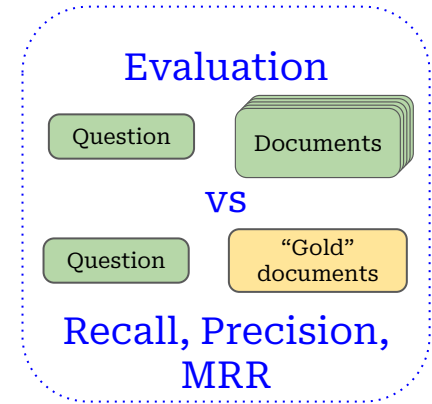 Evaluation
Question
Documents
vs
Question
“Gold”
documents
Recall, Precision,
MRR